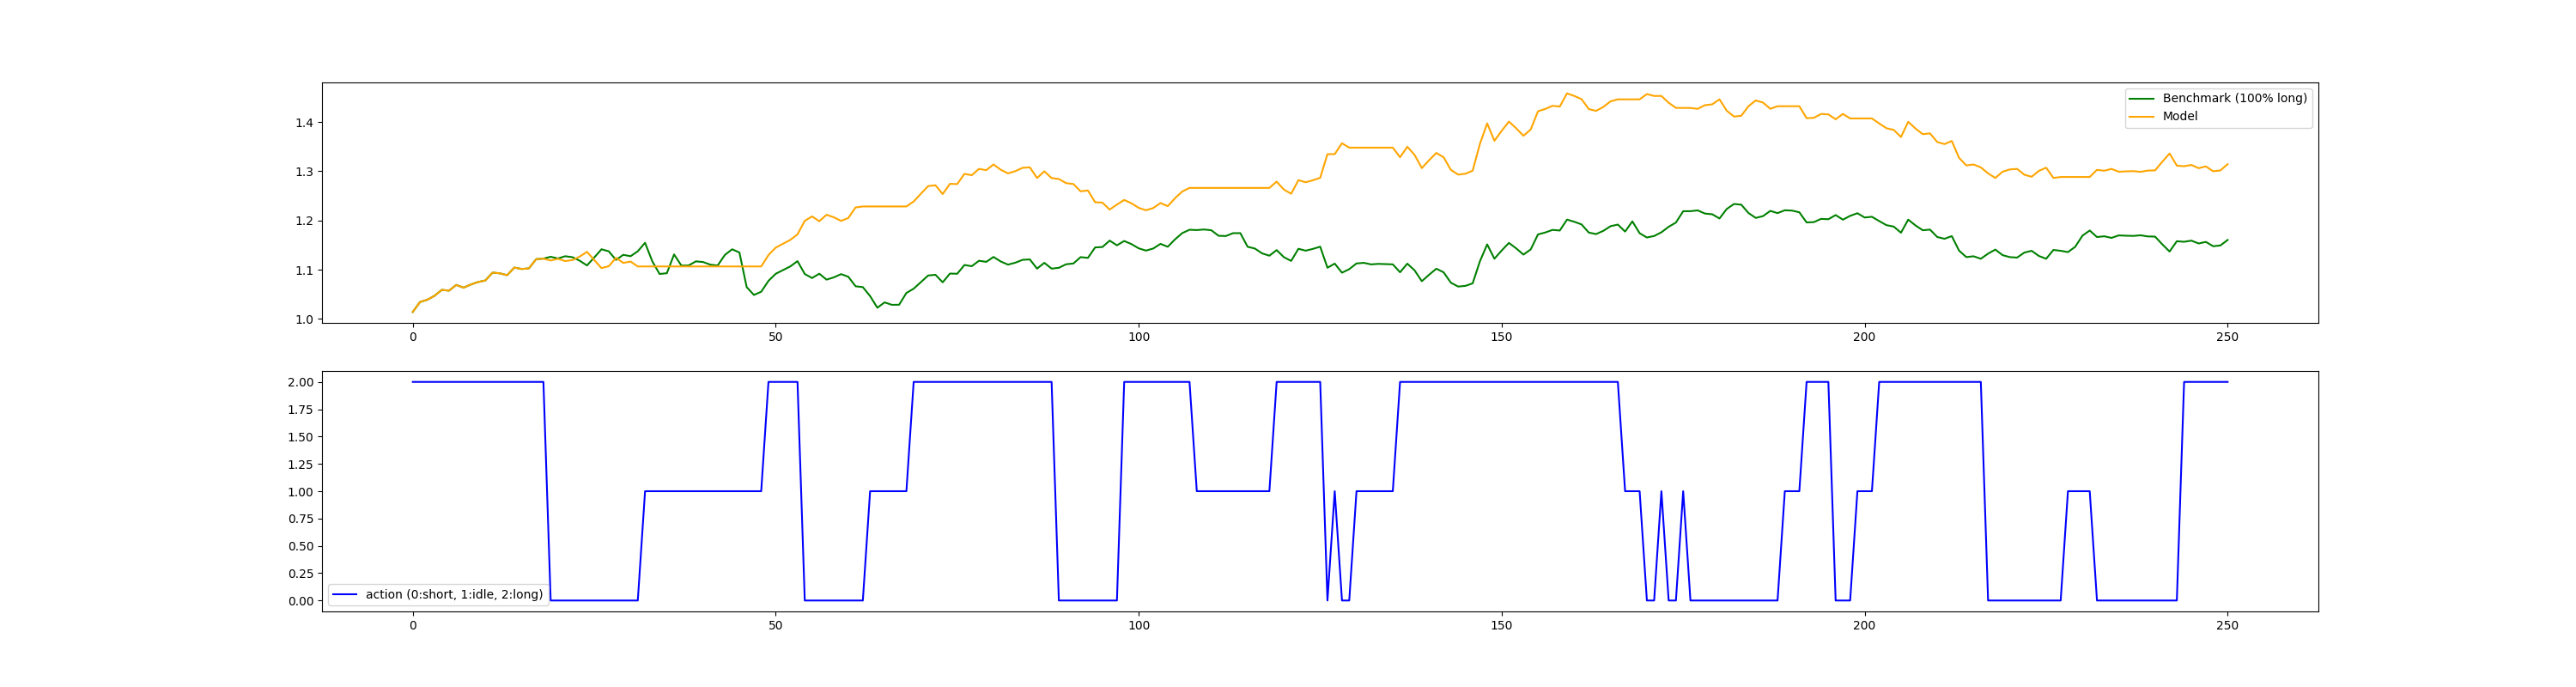 Benchmark (100% long)
Model
1.4
1.3
1.2
1.1
1.0
0 50 100 150 200 250
2.00
1.75
1.50
1.25
1.00
0.75
0.50
0.25
0.00
action (0:short, 1:idle, 2:long)
0 50 100 150 200 250